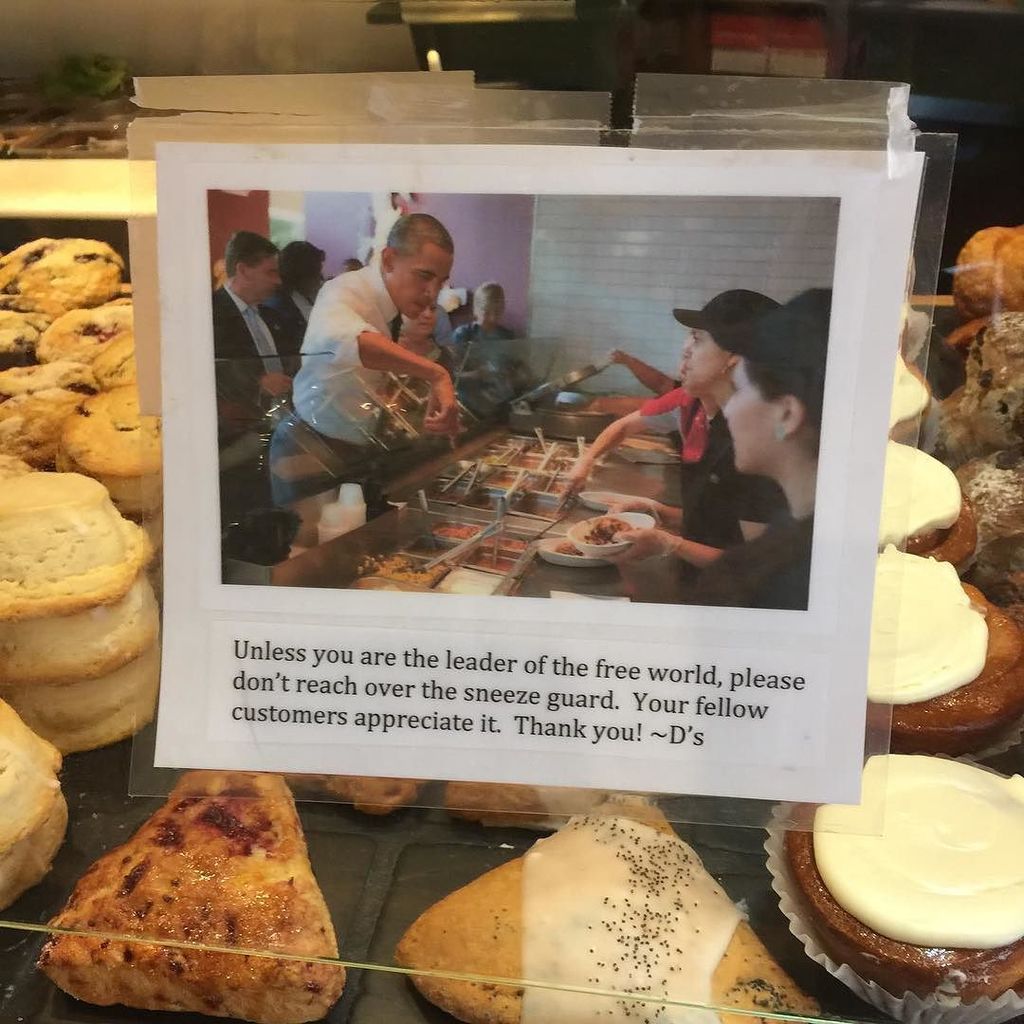 Unless you are the leader of the free world, please
don't reach over the sneeze guard.  Your fellow
customers appreciate it.  Thank you! ~D's